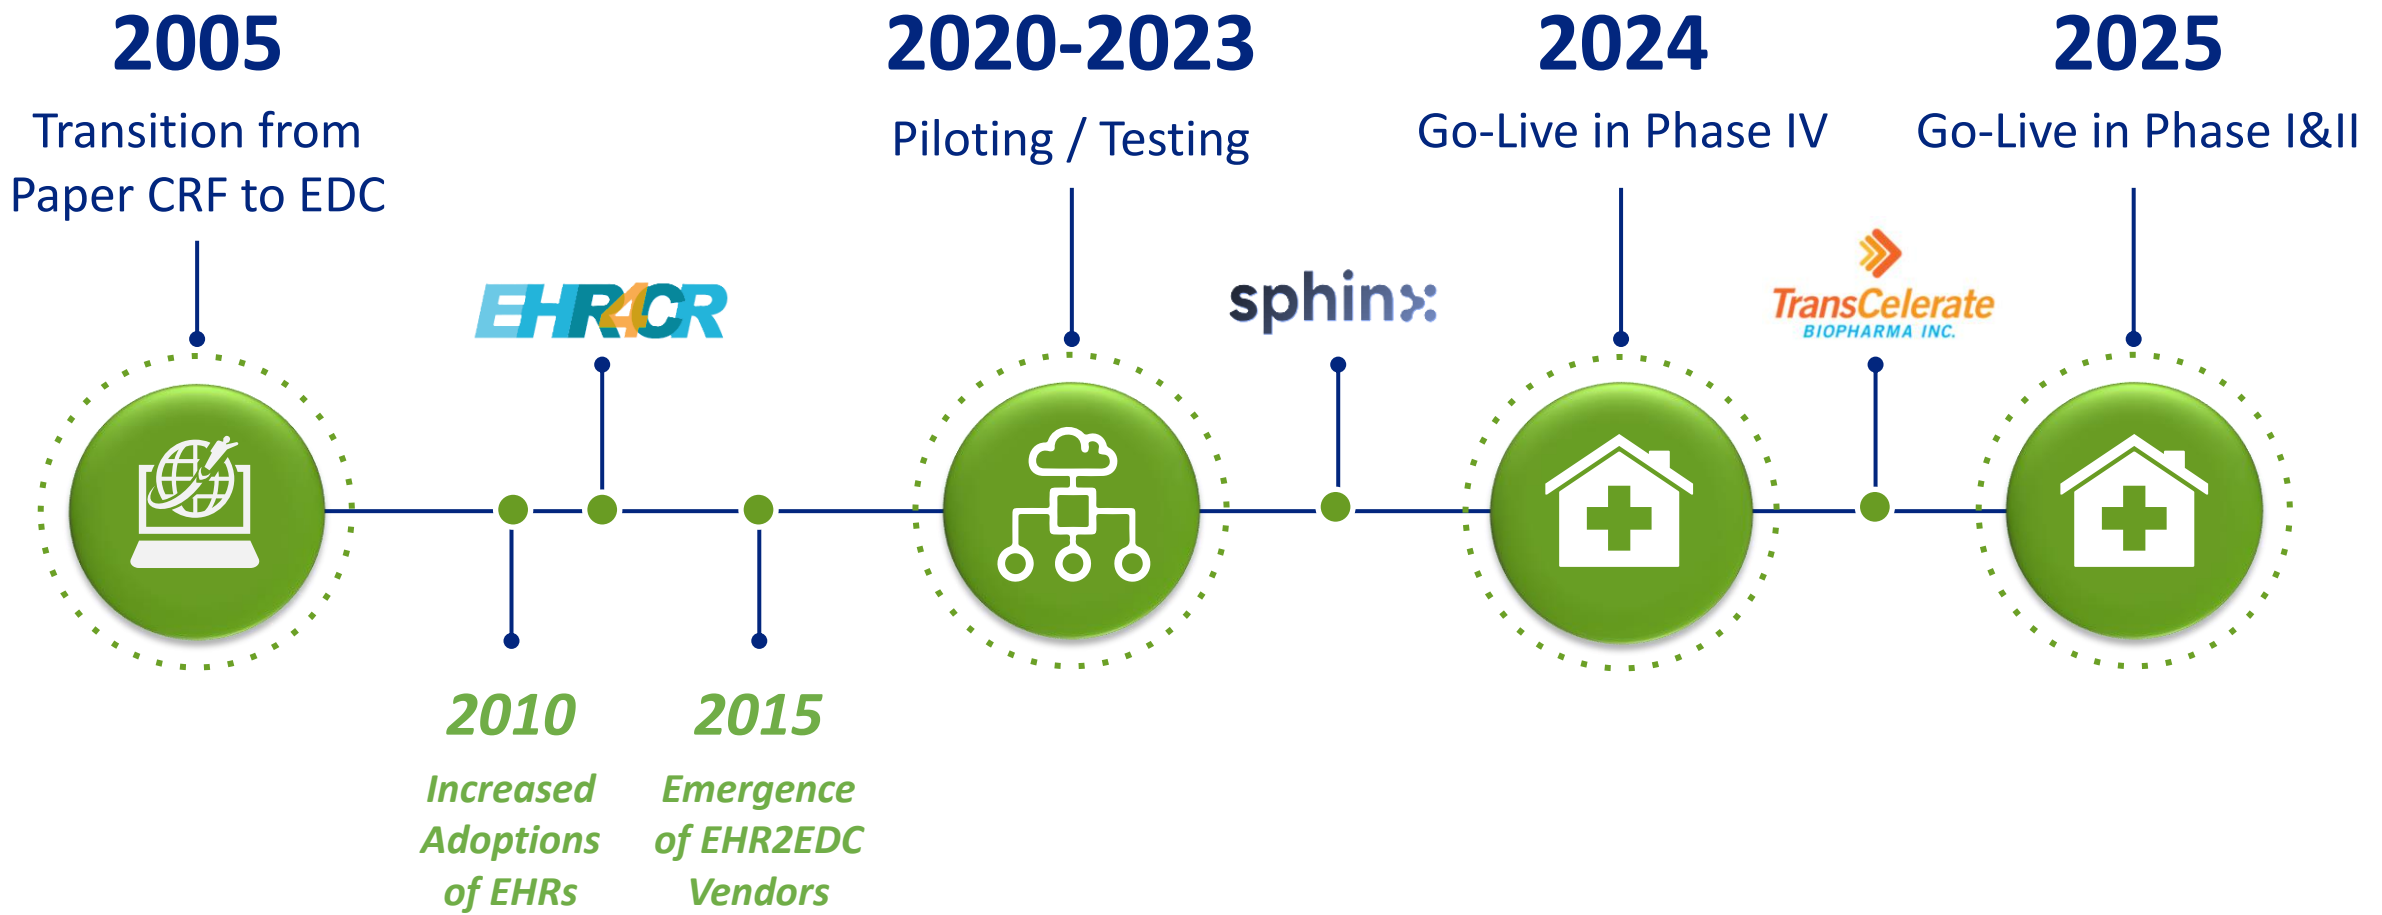 2005
Transition from
Paper CRF to EDC
EHR4CR
2020-2023
Piloting / Testing
sphinx
2024
Go-Live in Phase IV
TransCelerate
BIOPHARMA INC.
2025
Go-Live in Phase I&II
2010
Increased
Adoptions
of EHRs
2015
Emergence
of EHR2EDC
Vendors